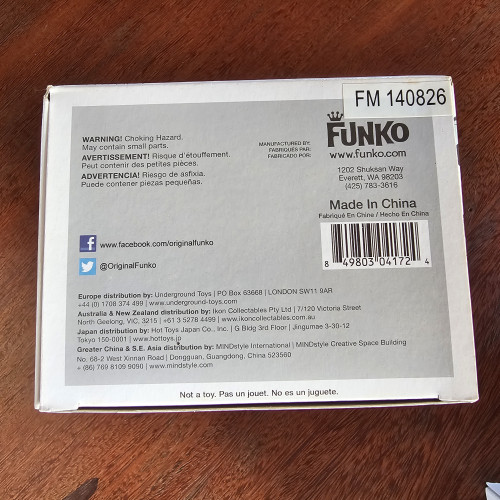 FM 140826
WARNING! Choking Hazard.
May contain small parts.
AVERTISSEMENT! Risque d'étouffement.
Peut contenir des petites pièces.
ADVERTENCIA! Riesgo de asfixia.
Puede contener piezas pequeñas.
MANUFACTURED BY:
FABRIQUÉS PAR:
FABRICADO POR:
FUNKO
www.funko.com
1202 Shuksan Way
Everett, WA 98203
(425) 783-3616
Made In China
Fabriqué En Chine / Hecho En China
8 49803 04172 4
www.facebook.com/originalfunko
@OriginalFunko
Europe distribution by: Underground Toys | PO Box 63668 | LONDON SW11 9AR
+44 (0) 1708 374 499 | www.underground-toys.com
Australia & New Zealand distribution by: Ikon Collectables Pty Ltd | 7/120 Victoria Street
North Geelong, VIC, 3215 | +61 3 5278 4499 | www.ikoncollectables.com.au
Japan distribution by: Hot Toys Japan Co., Inc. | G Bldg 3rd Floor | Jingumae 3-30-12
Tokyo 150-0001 | www.hottoys.jp
Greater China & S.E. Asia distribution by: MINDstyle International | MINDstyle Creative Space Building
No. 68-2 West Xinnan Road | Dongguan, Guangdong, China 523560
+ (86) 769 8109 9090 | www.mindstyle.com
Not a toy. Pas un jouet. No es un juguete.